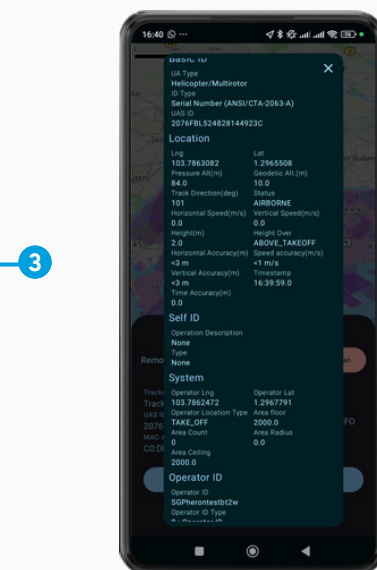 16:40
Basic ID
UA Type
Helicopter/Multirotor
ID Type
Serial Number (ANSI/
CTA-2063-A)
UAS ID
2076FBL524828144923C
Location
Lng Lat
103.7863082 1.2965508
Pressure Alt(m) Geodetic Alt.(m)
84.0 10.0
Track Direction(deg) Status
101 AIRBORNE
Horizontal Speed(m/s) Vertical Speed(m/s)
0.0 0.0
Height(m) Height Over
2.0 ABOVE_TAKEOFF
Horizontal Accuracy(m) Speed accuracy(m/s)
<3 m <1 m/s
Vertical Accuracy(m) Timestamp
<3 m 16:39:59.0
Time Accuracy(m)
0.0
3
Self ID
Operation Description
None
Type
None
System
Operator Lng Operator Lat
103.7862472 1.2967791
Operator Location Type Area floor
TAKE_OFF 2000.0
Area Count Area Radius
0 0.0
Area Ceiling
2000.0
Operator ID
Operator ID
SGPherontestbt2w
Operator ID Type